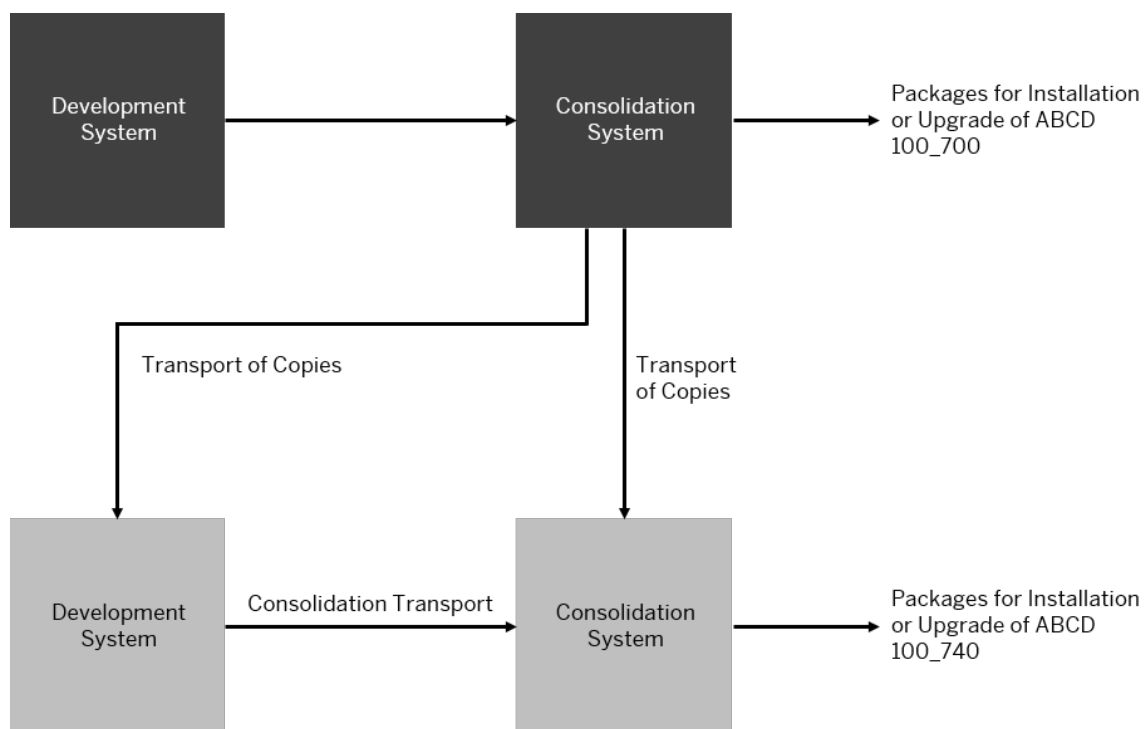 Development
System
Consolidation
System
Packages for Installation
or Upgrade of ABCD
100_700
Transport of Copies
Transport
of Copies
Development
System
Consolidation Transport
Consolidation
System
Packages for Installation
or Upgrade of ABCD
100_740